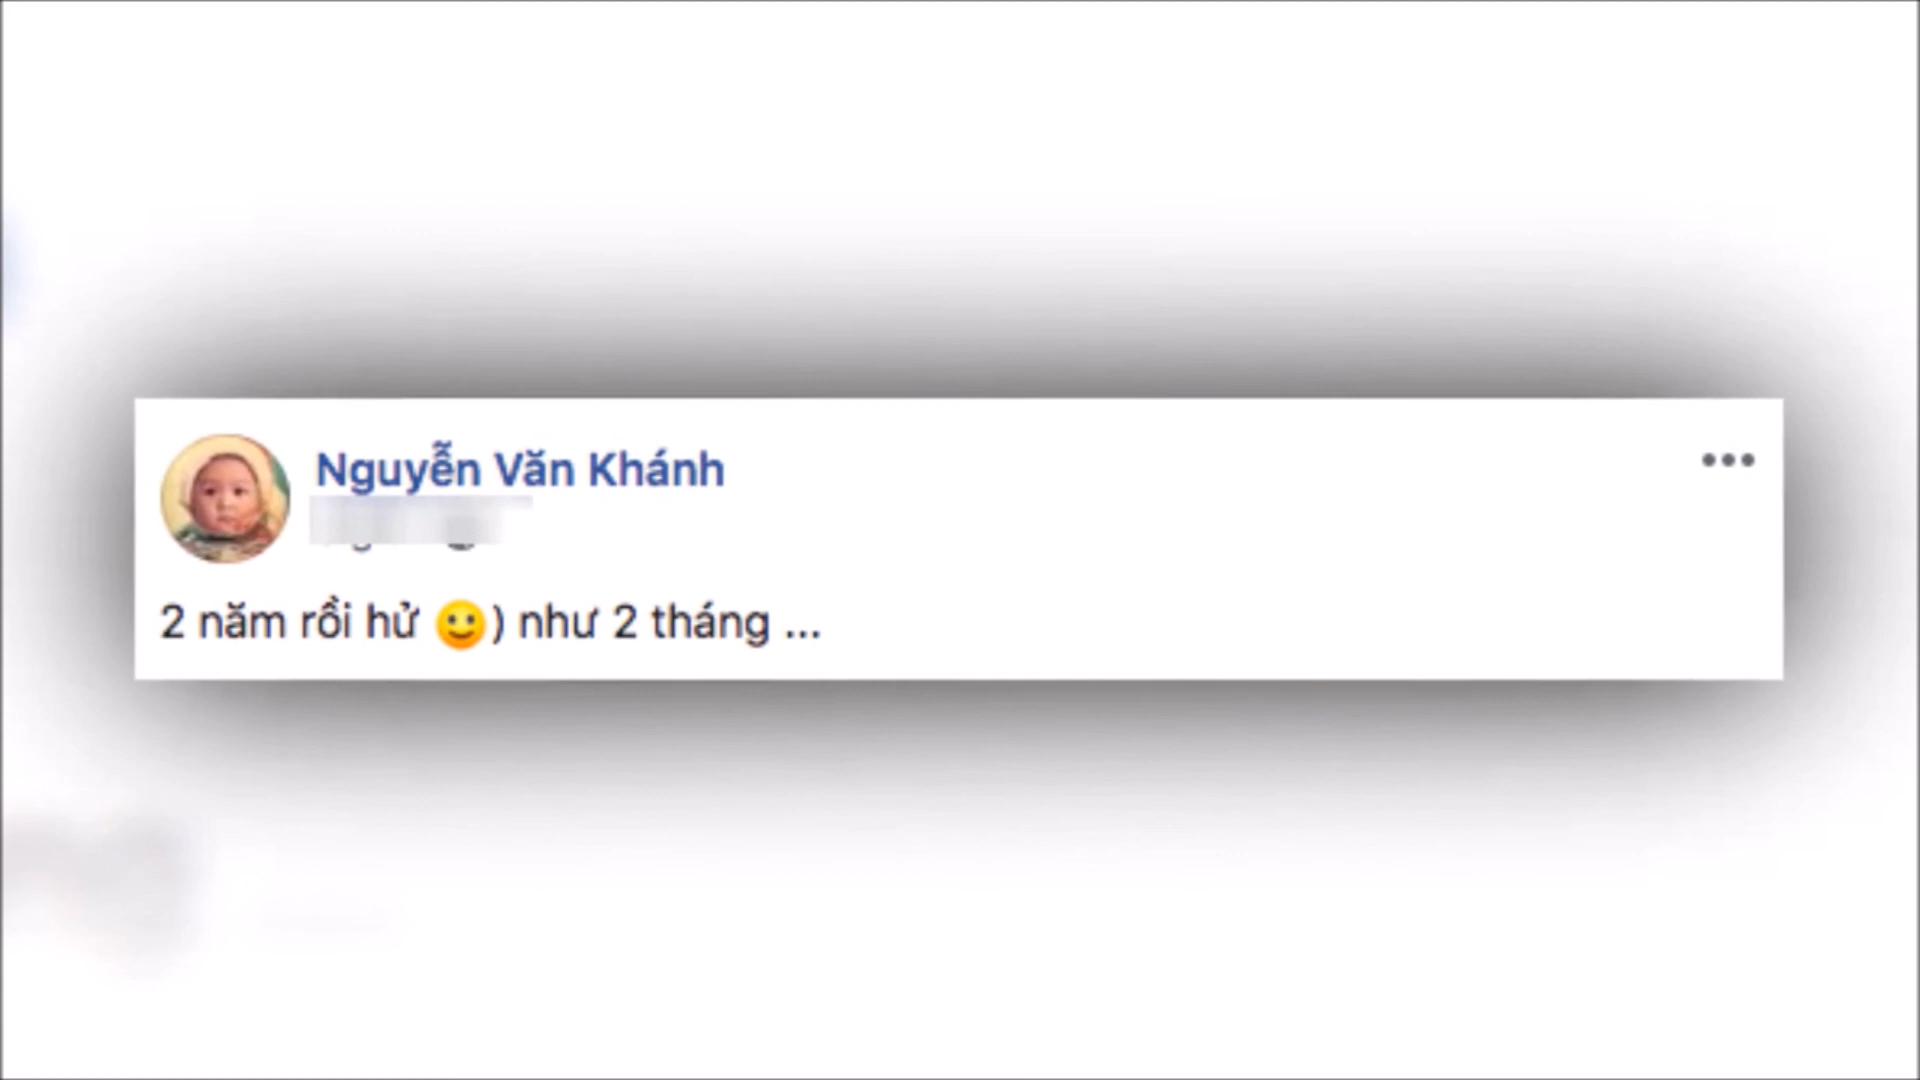 Nguyễn Văn Khánh
2 năm rồi hử 🙂) như 2 tháng ...